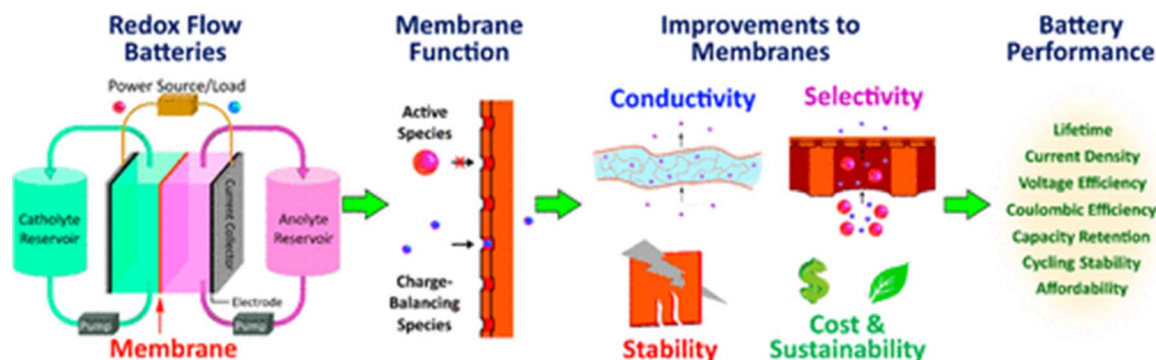 Redox Flow
Batteries
Power Source/Load
Catholyte
Reservoir
Current Collector
Anolyte
Reservoir
Electrode
Pump
Pump
Membrane
Membrane
Function
Active
Species
Charge-
Balancing
Species
Improvements to
Membranes
Conductivity
Selectivity
$
Stability
Cost &
Sustainability
Battery
Performance
Lifetime
Current Density
Voltage Efficiency
Coulombic Efficiency
Capacity Retention
Cycling Stability
Affordability